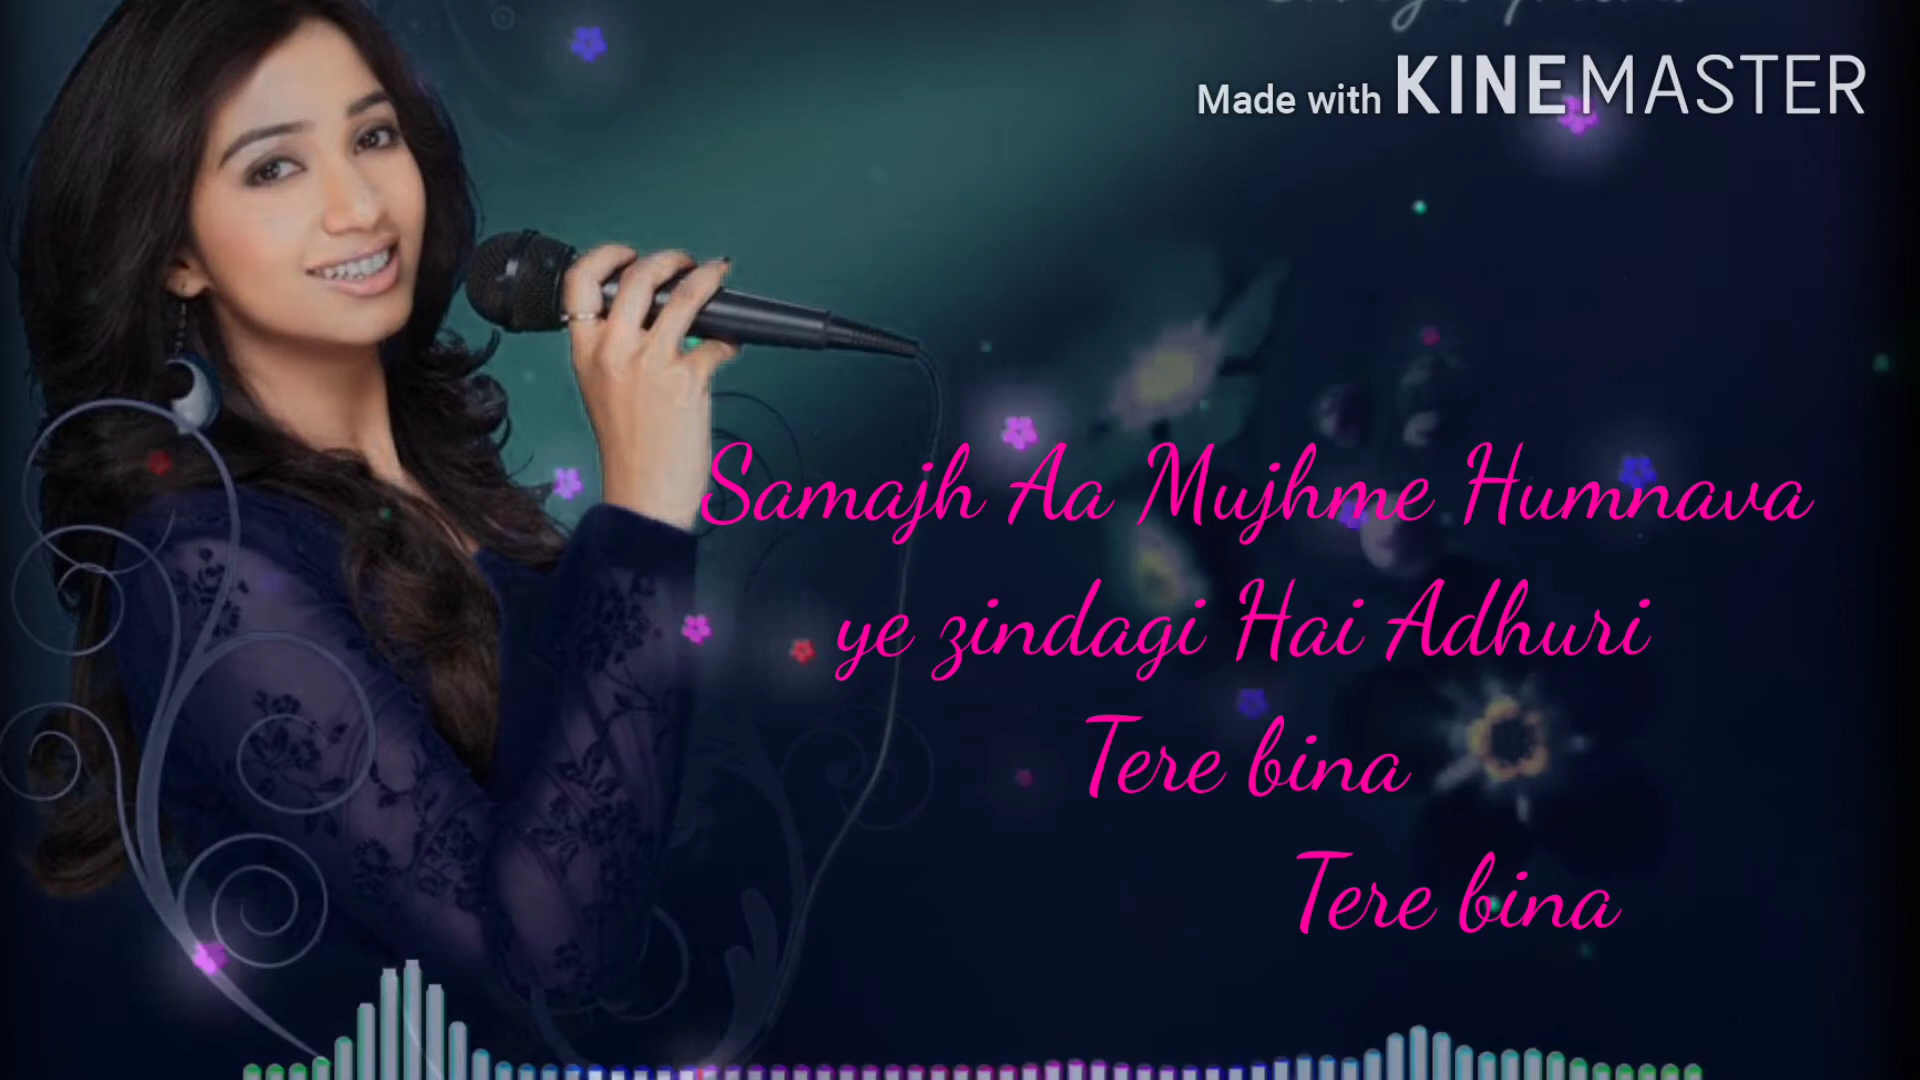 Made with KINEMASTER
Samajh Aa Mujhme Humnava
ye zindagi Hai Adhuri
Tere bina
Tere bina